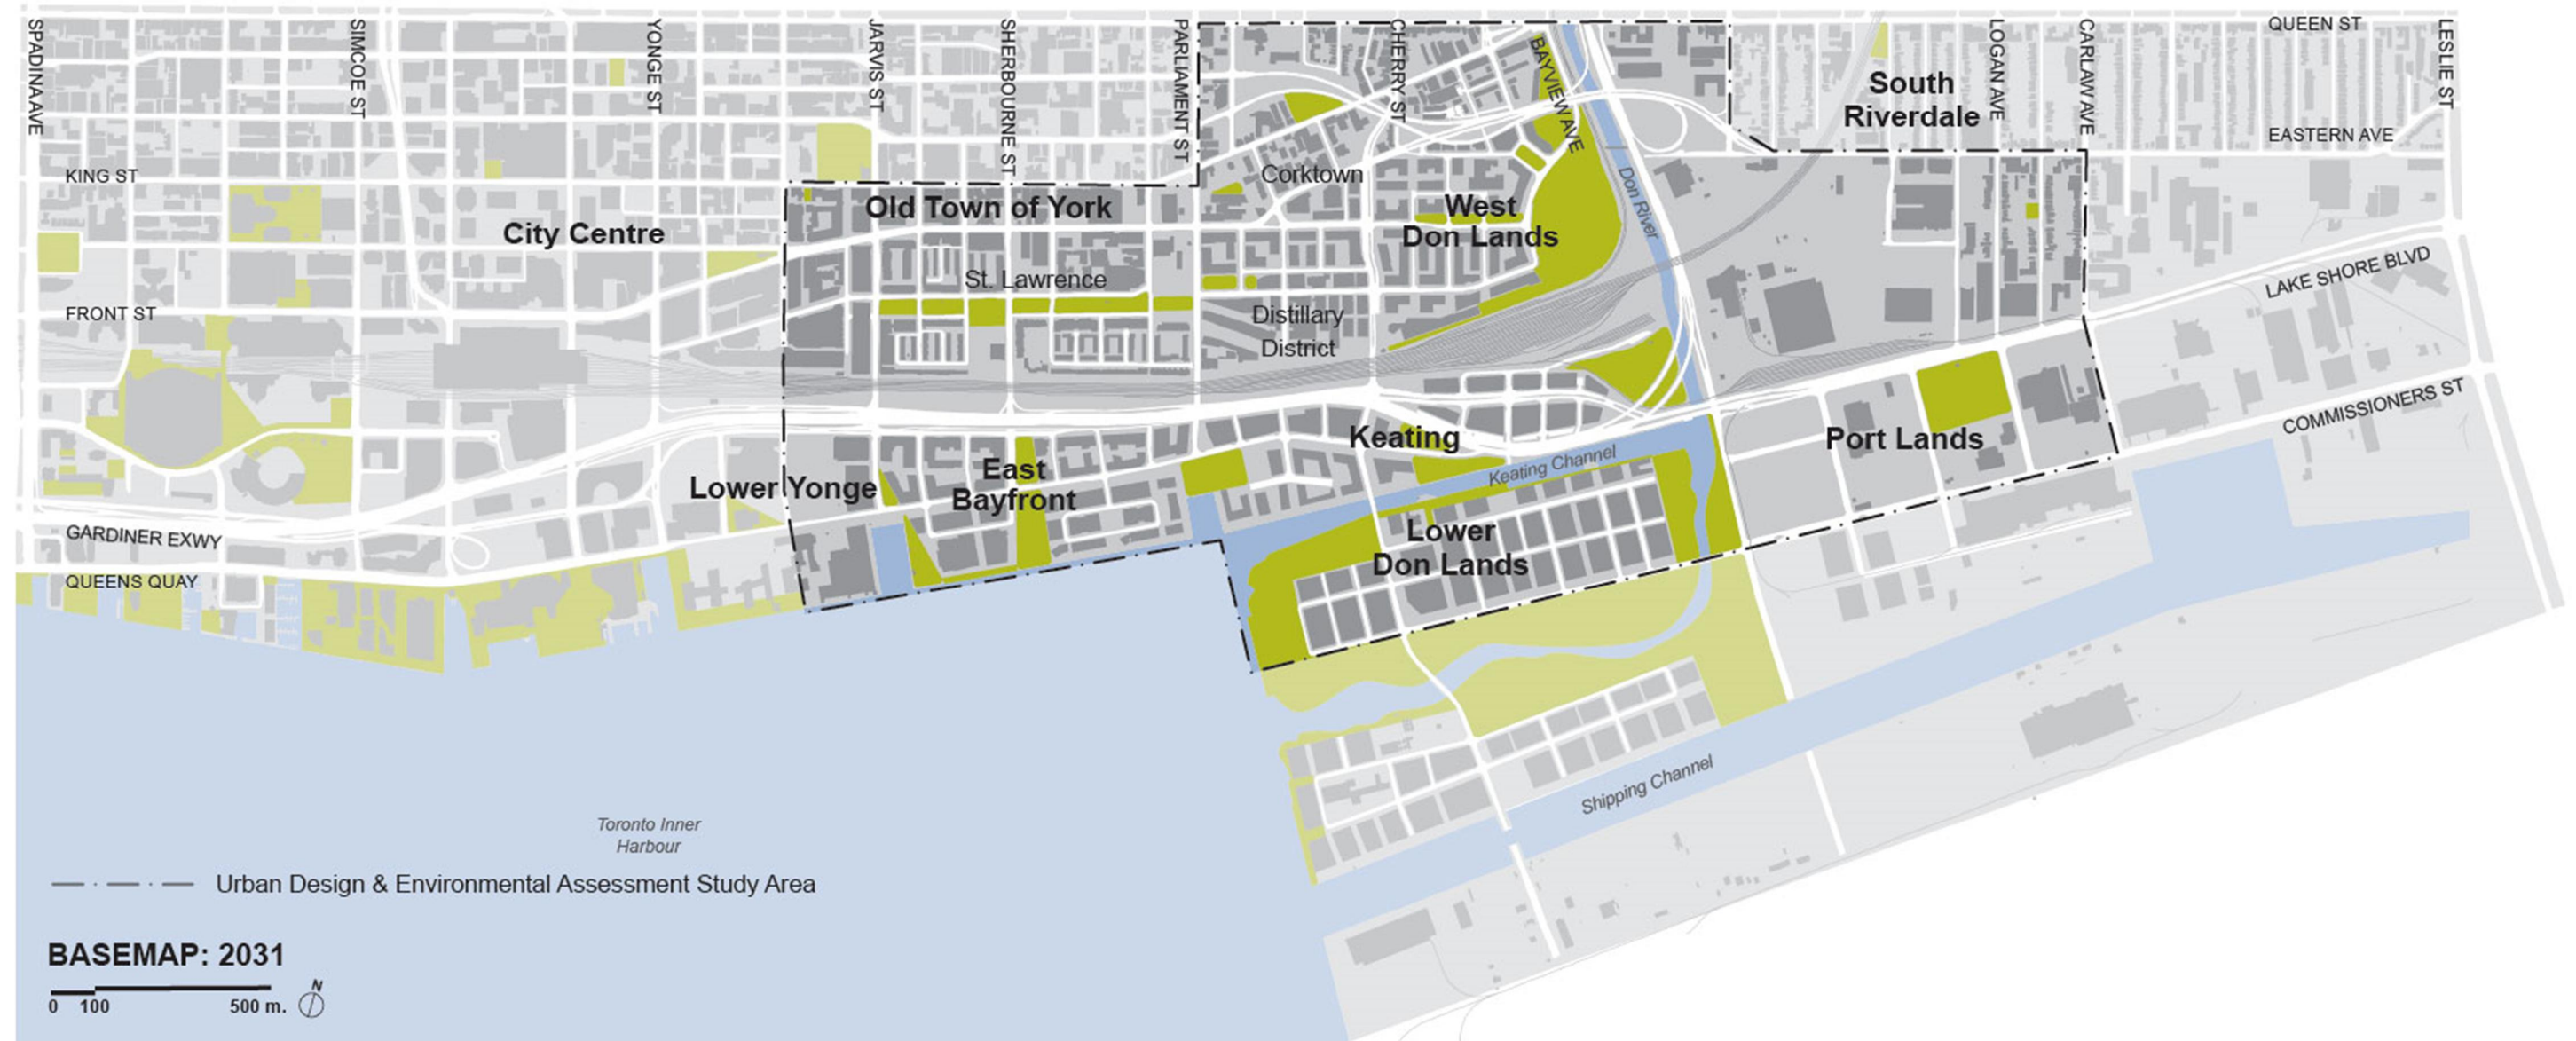 SPADINA AVE
SIMCOE ST
YONGE ST
JARVIS ST
SHERBOURNE ST
PARLIAMENT ST
CHERRY ST
BAYVIEW AVE
LOGAN AVE
CARLAW AVE
QUEEN ST
LESLIE ST
South
Riverdale
EASTERN AVE
KING ST
Corktown
Don River
City Centre
Old Town of York
West
Don Lands
St. Lawrence
LAKE SHORE BLVD
FRONT ST
Distillary
District
COMMISSIONERS ST
Keating
Port Lands
Keating Channel
Lower Yonge
East
Bayfront
GARDINER EXWY
Lower
Don Lands
QUEENS QUAY
Shipping Channel
Toronto Inner
Harbour
Urban Design & Environmental Assessment Study Area
BASEMAP: 2031
N
0 100 500 m.